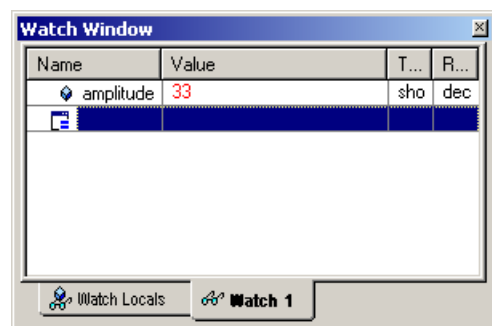 Watch Window
Name Value T... R...
amplitude 33 sho dec
Watch Locals Watch 1